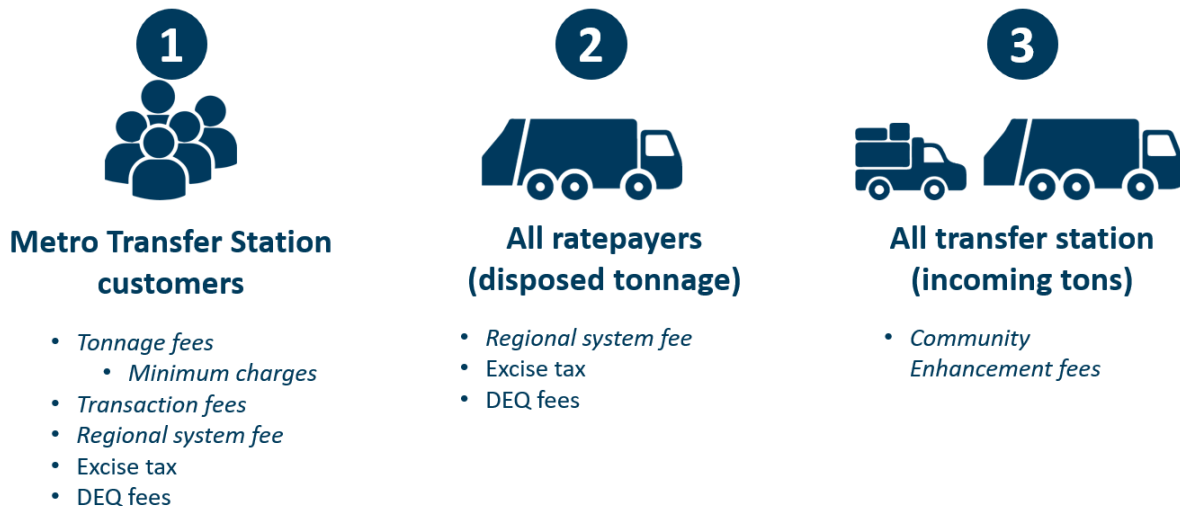 1
Metro Transfer Station
customers
• Tonnage fees
• Minimum charges
• Transaction fees
• Regional system fee
• Excise tax
• DEQ fees
2
All ratepayers
(disposed tonnage)
• Regional system fee
• Excise tax
• DEQ fees
3
All transfer station
(incoming tons)
• Community
Enhancement fees